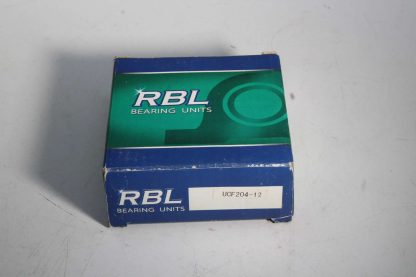 RBL
BEARING UNITS
RBL
BEARING UNITS
UCF204-12